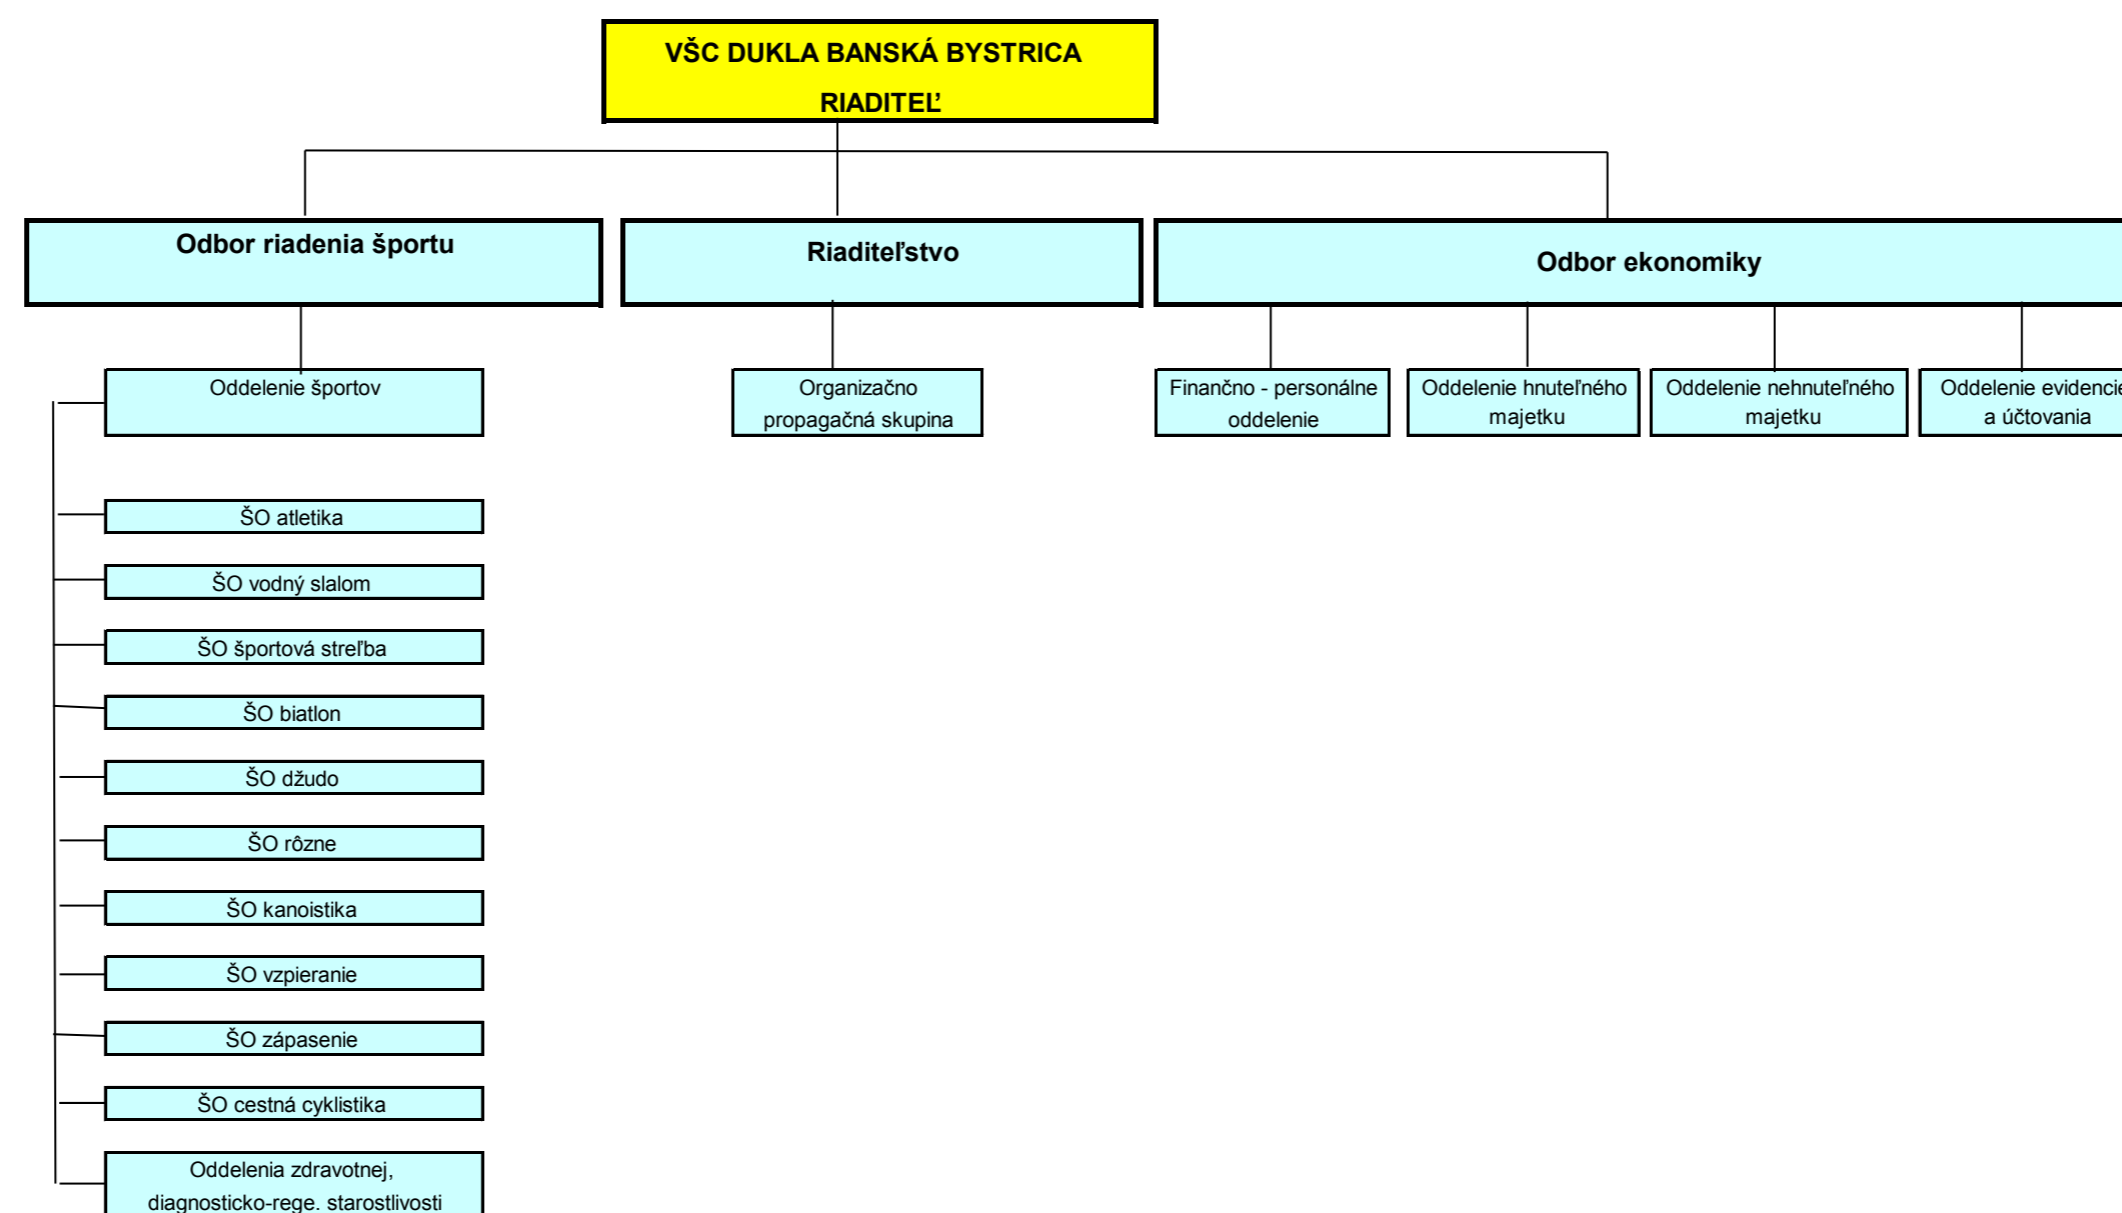 VŠC DUKLA BANSKÁ BYSTRICA
RIADITEĽ
Odbor riadenia športu
Riaditeľstvo
Odbor ekonomiky
Oddelenie športov
Organizačno
propagačná skupina
Finančno - personálne
oddelenie
Oddelenie hnuteľného
majetku
Oddelenie nehnuteľného
majetku
Oddelenie evidencie
a účtovania
ŠO atletika
ŠO vodný slalom
ŠO športová streľba
ŠO biatlon
ŠO džudo
ŠO rôzne
ŠO kanoistika
ŠO vzpieranie
ŠO zápasenie
ŠO cestná cyklistika
Oddelenia zdravotnej,
diagnosticko-rege. starostlivosti